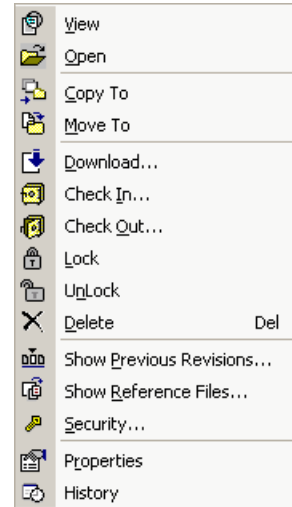 View
Open
Copy To
Move To
Download...
Check In...
Check Out...
Lock
UnLock
Delete Del
Show Previous Revisions...
Show Reference Files...
Security...
Properties
History